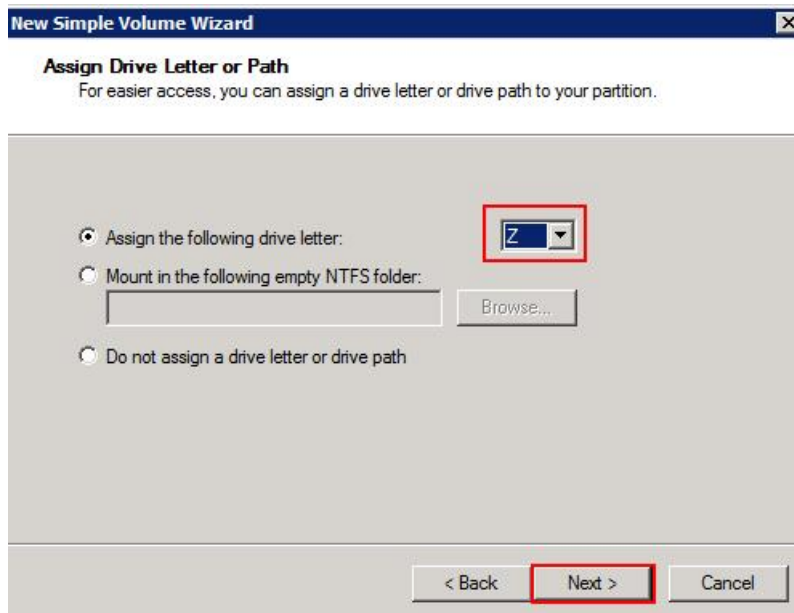 New Simple Volume Wizard
Assign Drive Letter or Path
For easier access, you can assign a drive letter or drive path to your partition.
Assign the following drive letter:
Z
Mount in the following empty NTFS folder:
Browse...
Do not assign a drive letter or drive path
< Back
Next >
Cancel